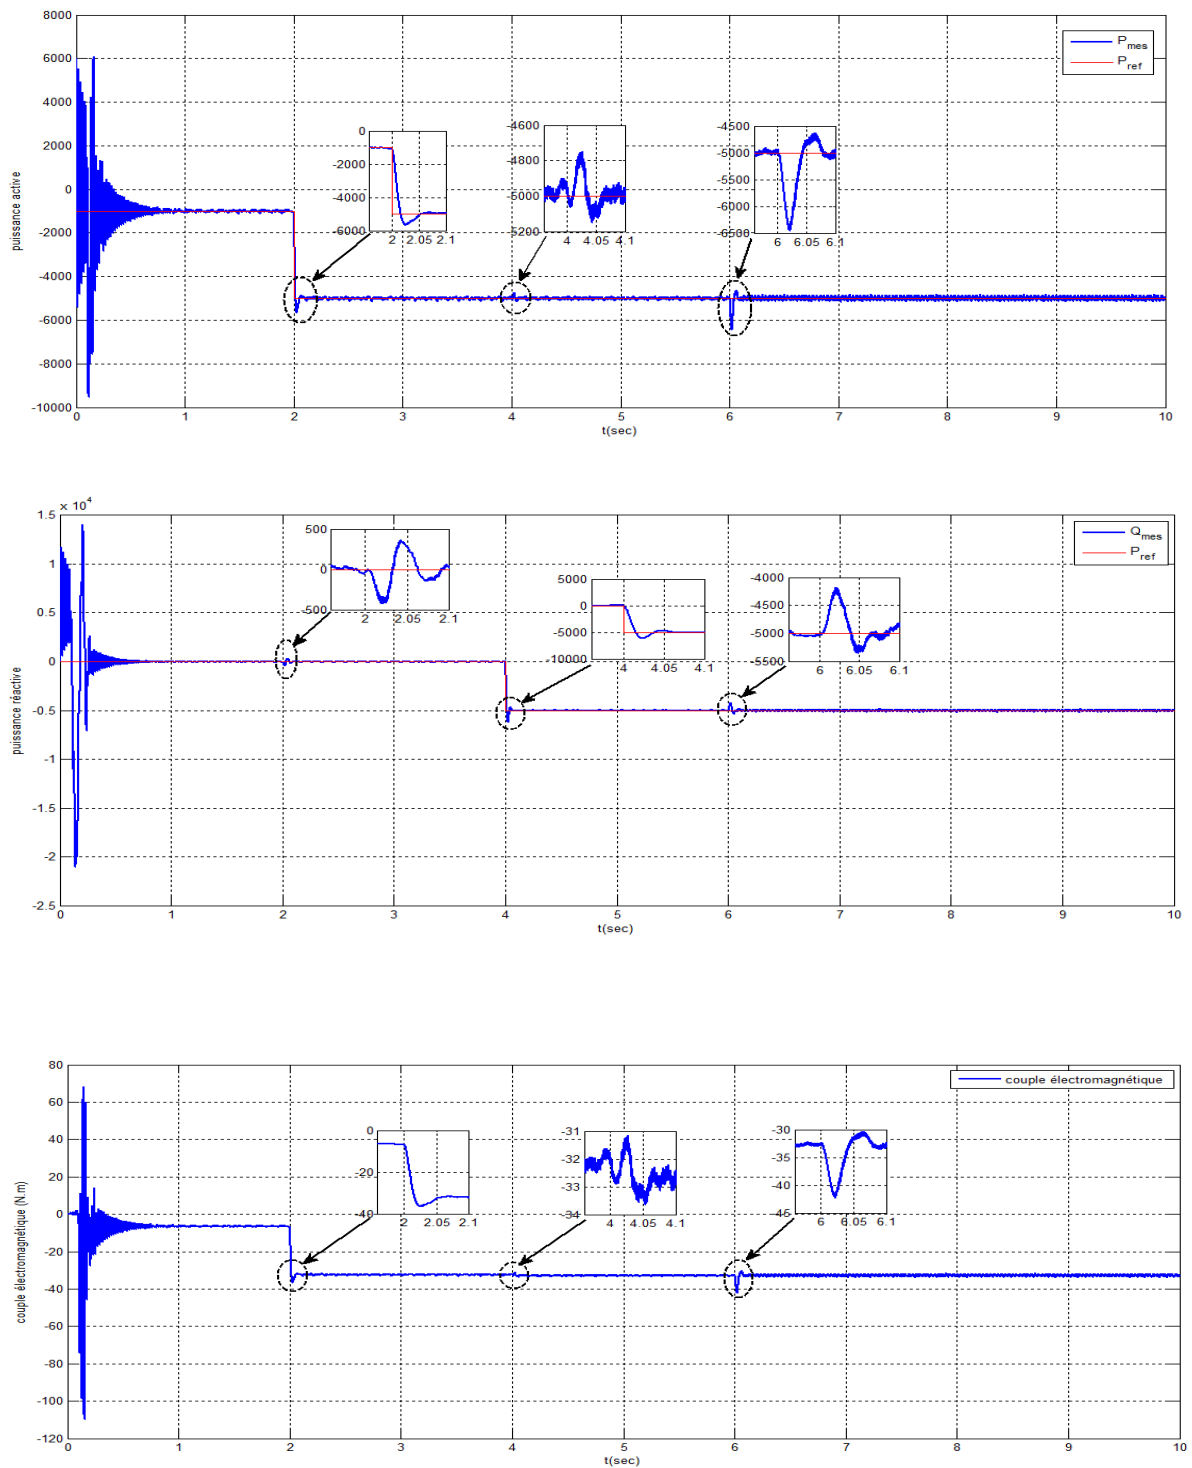 8000
6000
4000
2000
0
-2000
-4000
-6000
-8000
-10000
puissance active
P mes
P ref
0
-2000
-4000
-6000
2 2.05 2.1
-4600
-4800
-5000
-5200
4 4.05 4.1
-4500
-5000
-5500
-6000
-6500
6 6.05 6.1
0 1 2 3 4 5 6 7 8 9 10
t(sec)
x 10 4
1.5
1
0.5
0
-0.5
-1
-1.5
-2
-2.5
puissance réactive
Q mes
P ref
500
0
-500
2 2.05 2.1
5000
0
-5000
-10000
4 4.05 4.1
-4000
-4500
-5000
-5500
6 6.05 6.1
0 1 2 3 4 5 6 7 8 9 10
t(sec)
80
60
40
20
0
-20
-40
-60
-80
-100
-120
couple électromagnétique (N.m)
couple électromagnétique
0
-20
-40
2 2.05 2.1
-31
-32
-33
-34
4 4.05 4.1
-30
-35
-40
-45
6 6.05 6.1
0 1 2 3 4 5 6 7 8 9 10
t(sec)